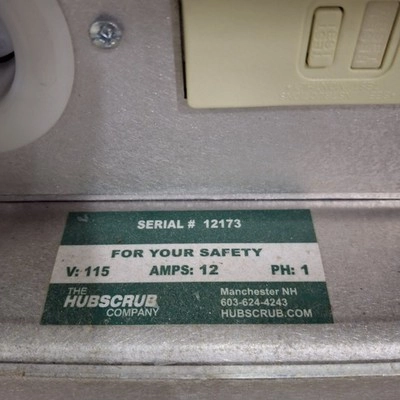 SERIAL # 12173
FOR YOUR SAFETY
V: 115 AMPS: 12 PH: 1
THE
HUBSCRUB
COMPANY
Manchester NH
603-624-4243
HUBSCRUB.COM